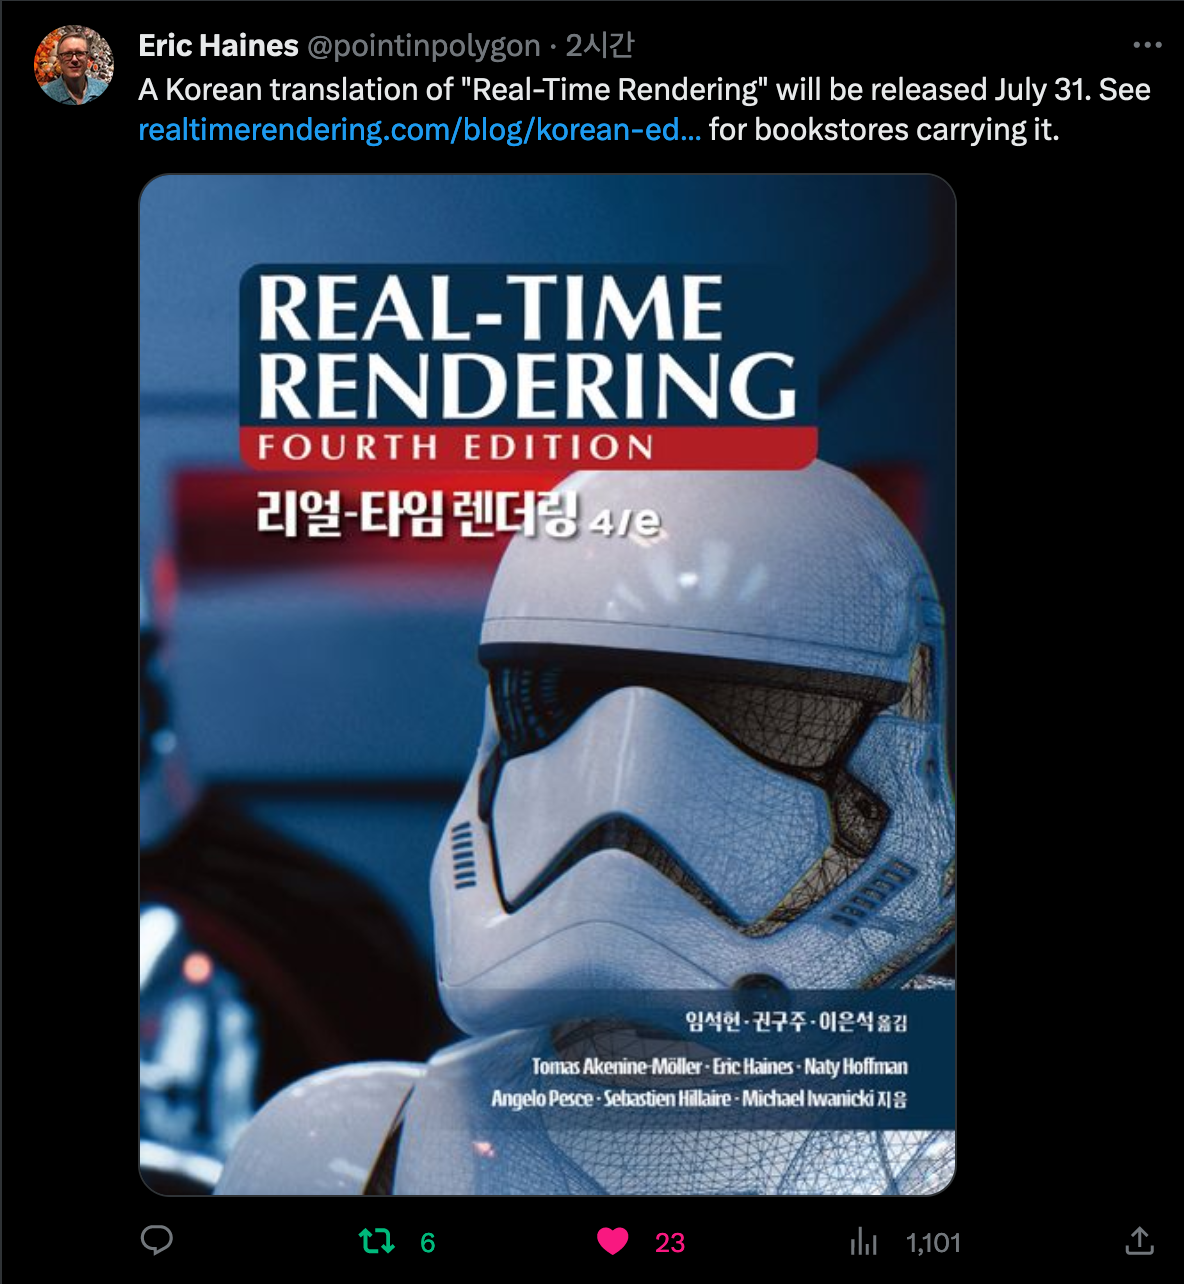 Eric Haines @pointinpolygon · 2시간
A Korean translation of "Real-Time Rendering" will be released July 31. See
realtimerendering.com/blog/korean-ed... for bookstores carrying it.
REAL-TIME
RENDERING
FOURTH EDITION
리얼-타임 렌더링 4/e
임석헌 · 권구주 · 이은석 옮김
Tomas Akenine-Möller · Eric Haines · Naty Hoffman
Angelo Pesce · Sebastien Hillaire · Michael Iwanicki 지음
6 23 1,101